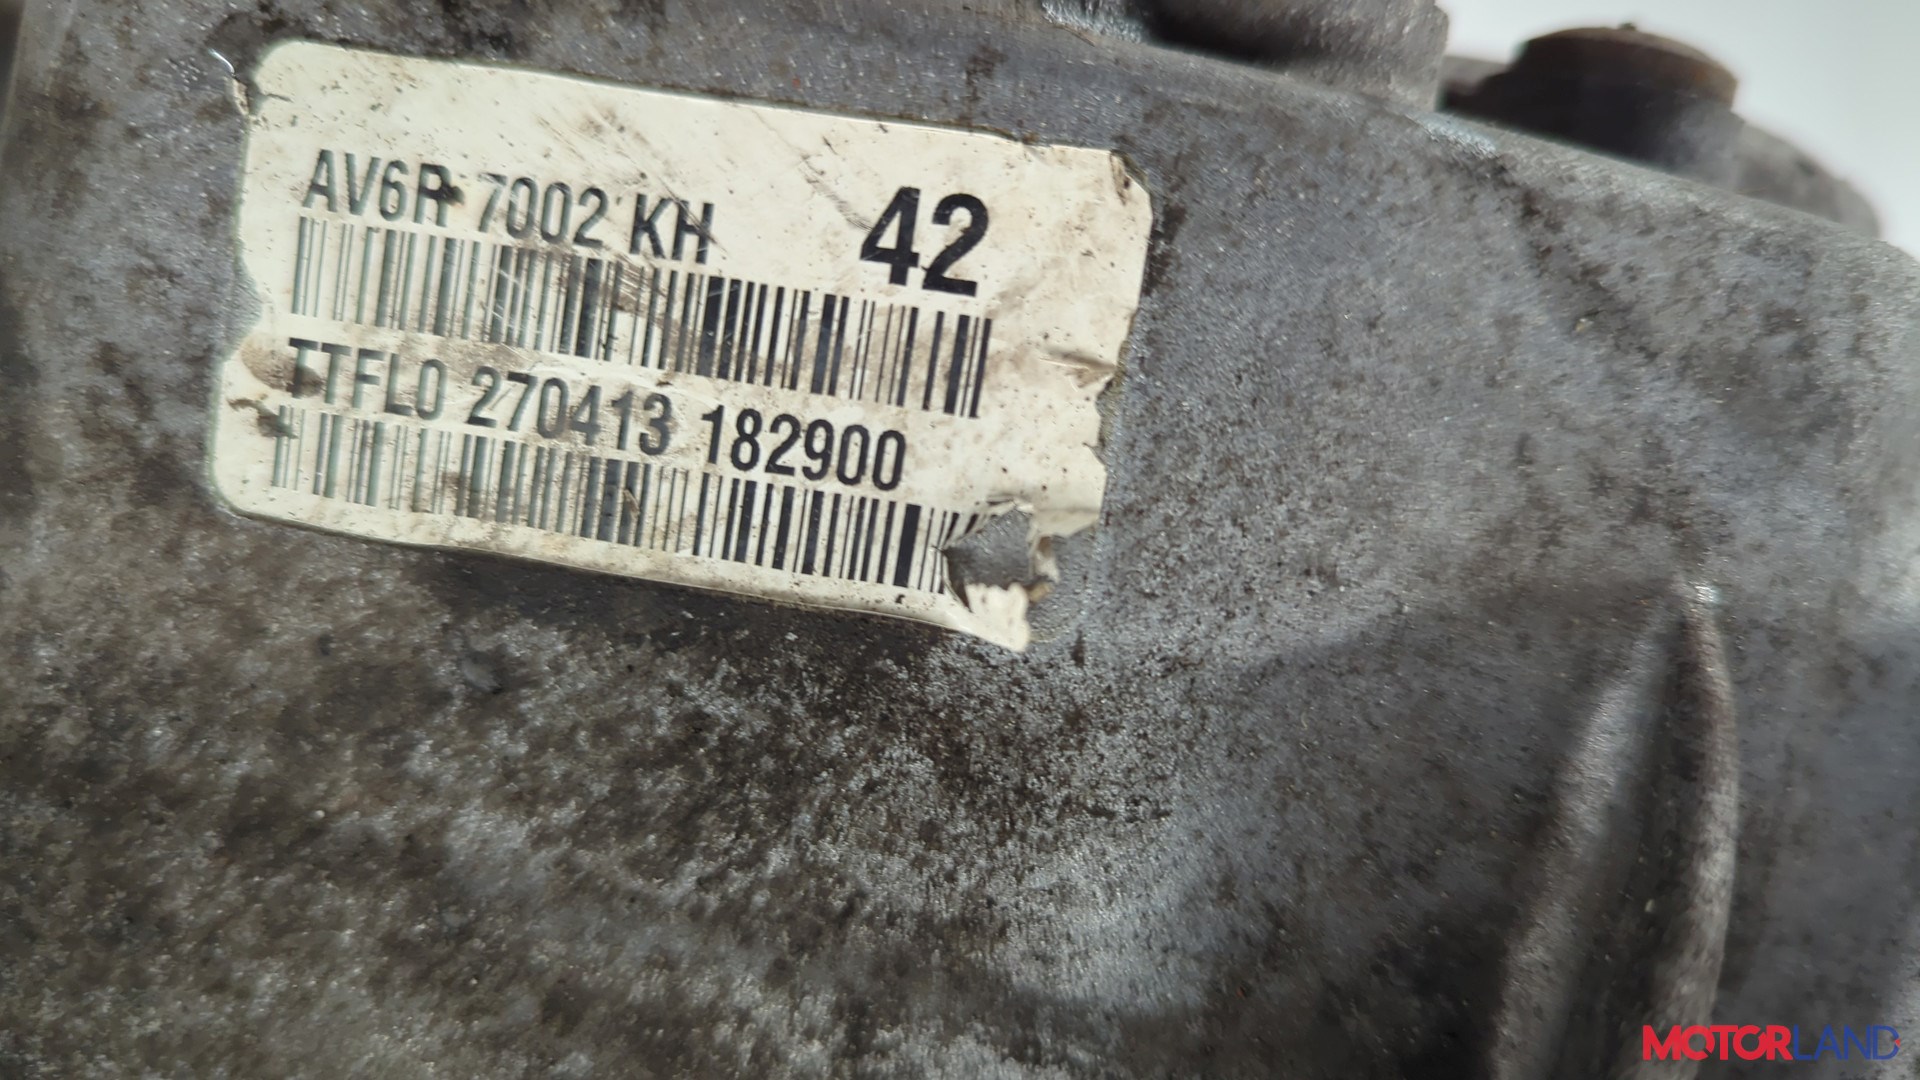 AV6R 7002 KH 42
TTFL0 270413 182900
MOTORLAND